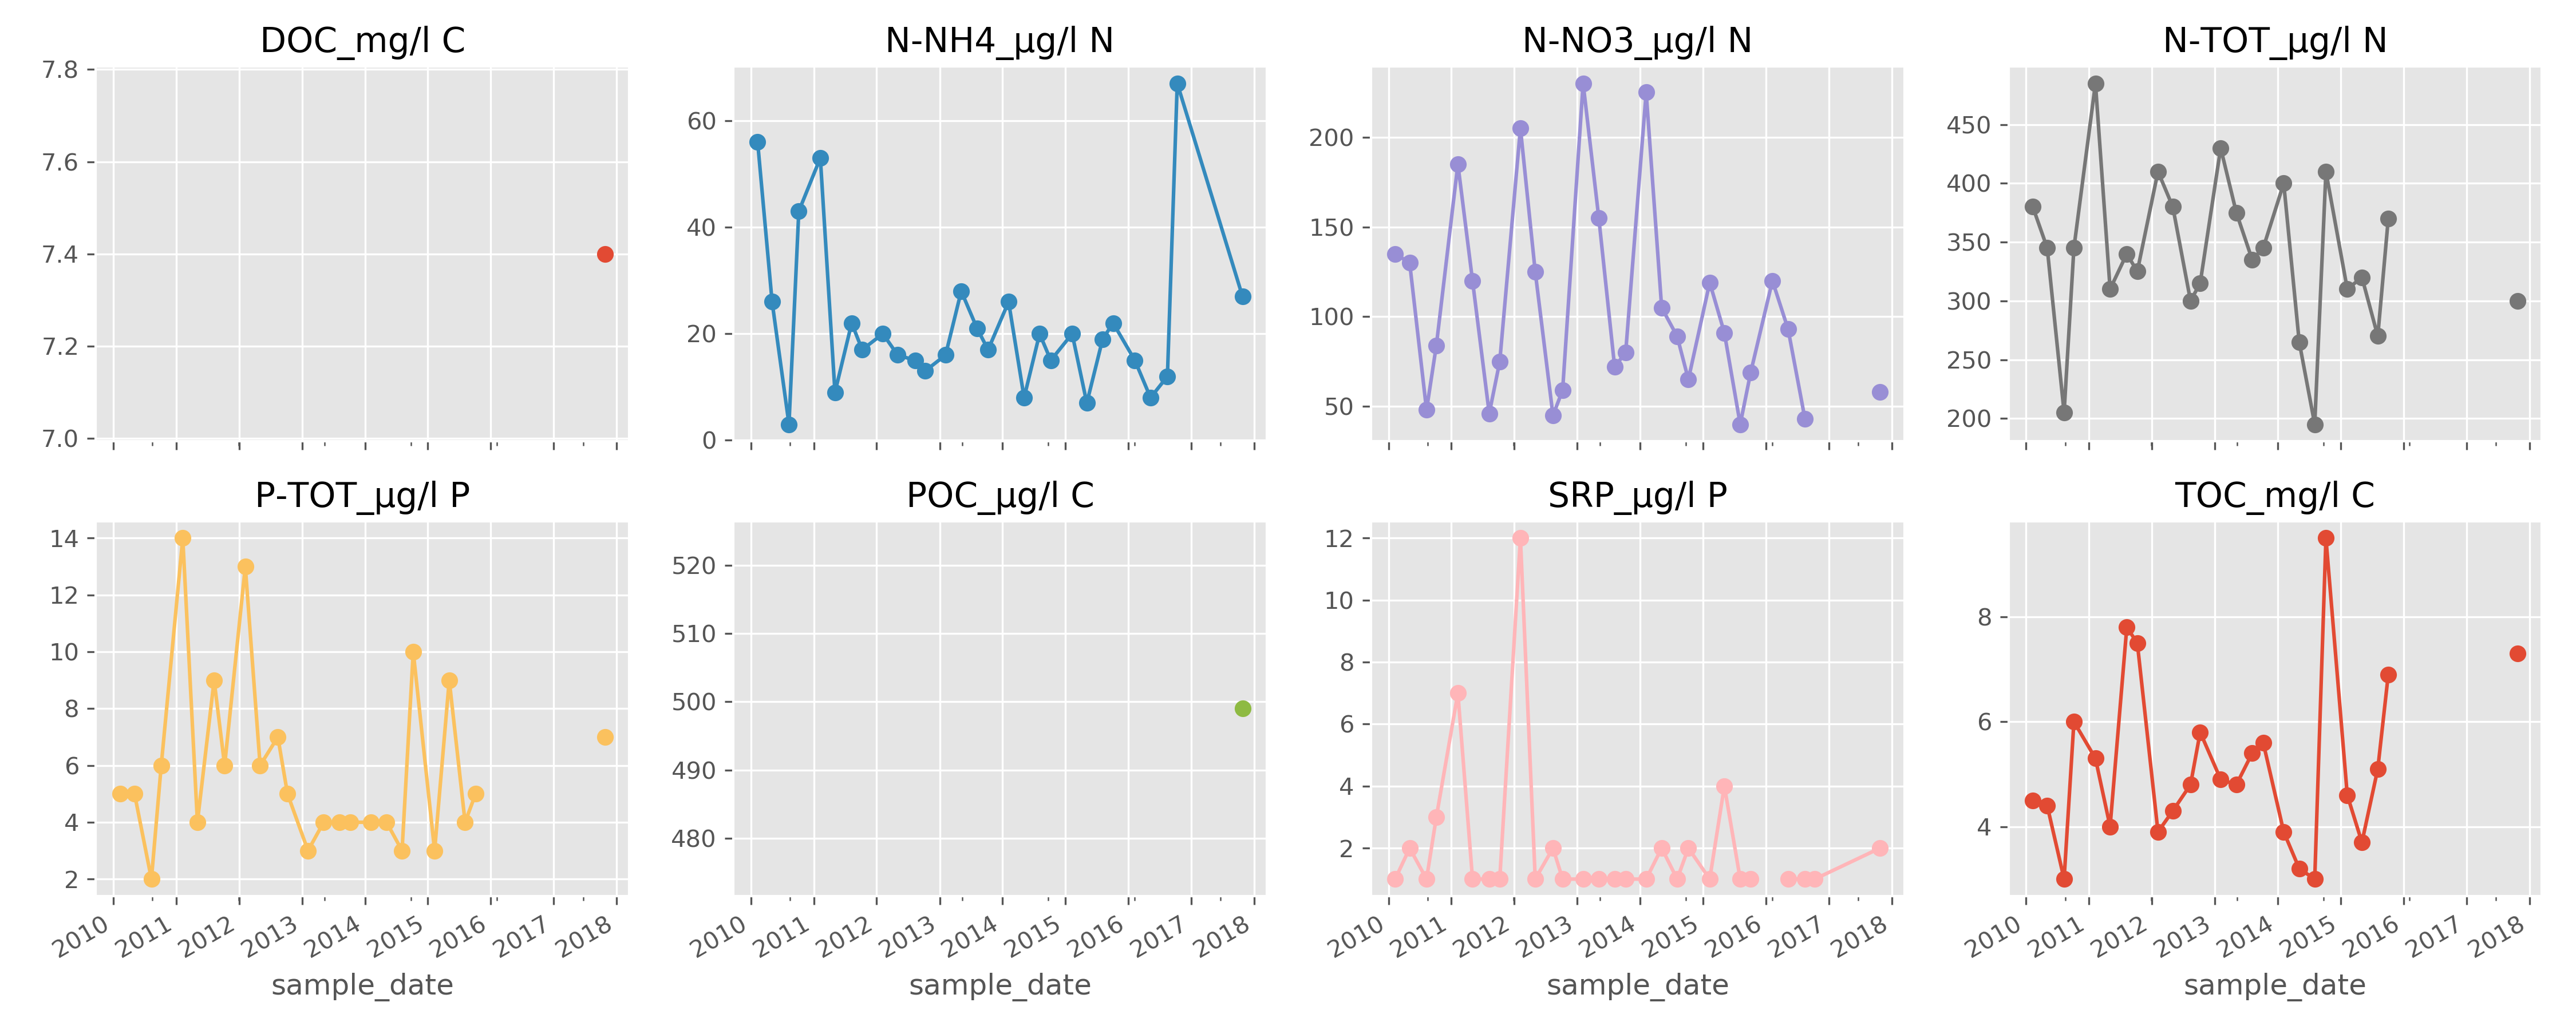 DOC_mg/l C
7.8
7.6
7.4
7.2
7.0
N-NH4_µg/l N
60
40
20
0
N-NO3_µg/l N
200
150
100
50
N-TOT_µg/l N
450
400
350
300
250
200
P-TOT_µg/l P
14
12
10
8
6
4
2
2010 2011 2012 2013 2014 2015 2016 2017 2018
sample_date
POC_µg/l C
520
510
500
490
480
2010 2011 2012 2013 2014 2015 2016 2017 2018
sample_date
SRP_µg/l P
12
10
8
6
4
2
2010 2011 2012 2013 2014 2015 2016 2017 2018
sample_date
TOC_mg/l C
8
6
4
2010 2011 2012 2013 2014 2015 2016 2017 2018
sample_date